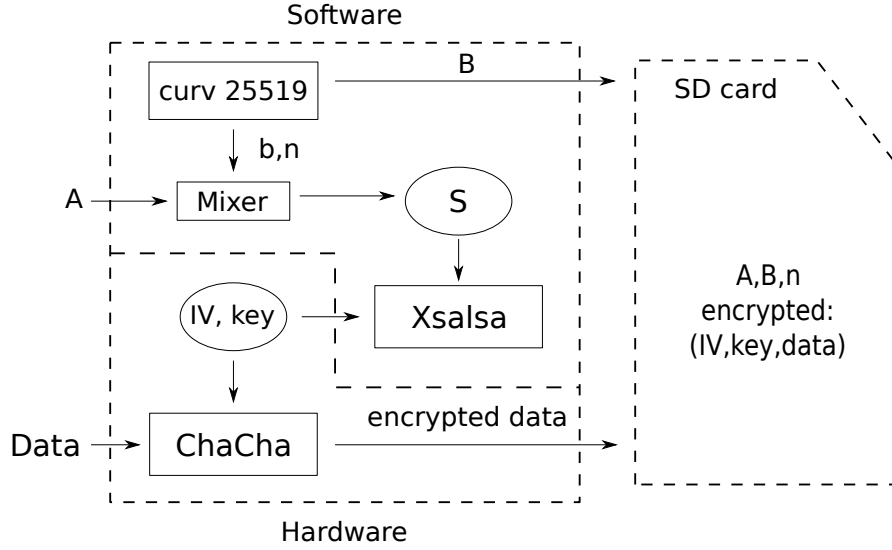 Software
curv 25519
B
SD card
b,n
A
Mixer
S
IV, key
Xsalsa
A,B,n
encrypted:
(IV,key,data)
encrypted data
Data
ChaCha
Hardware